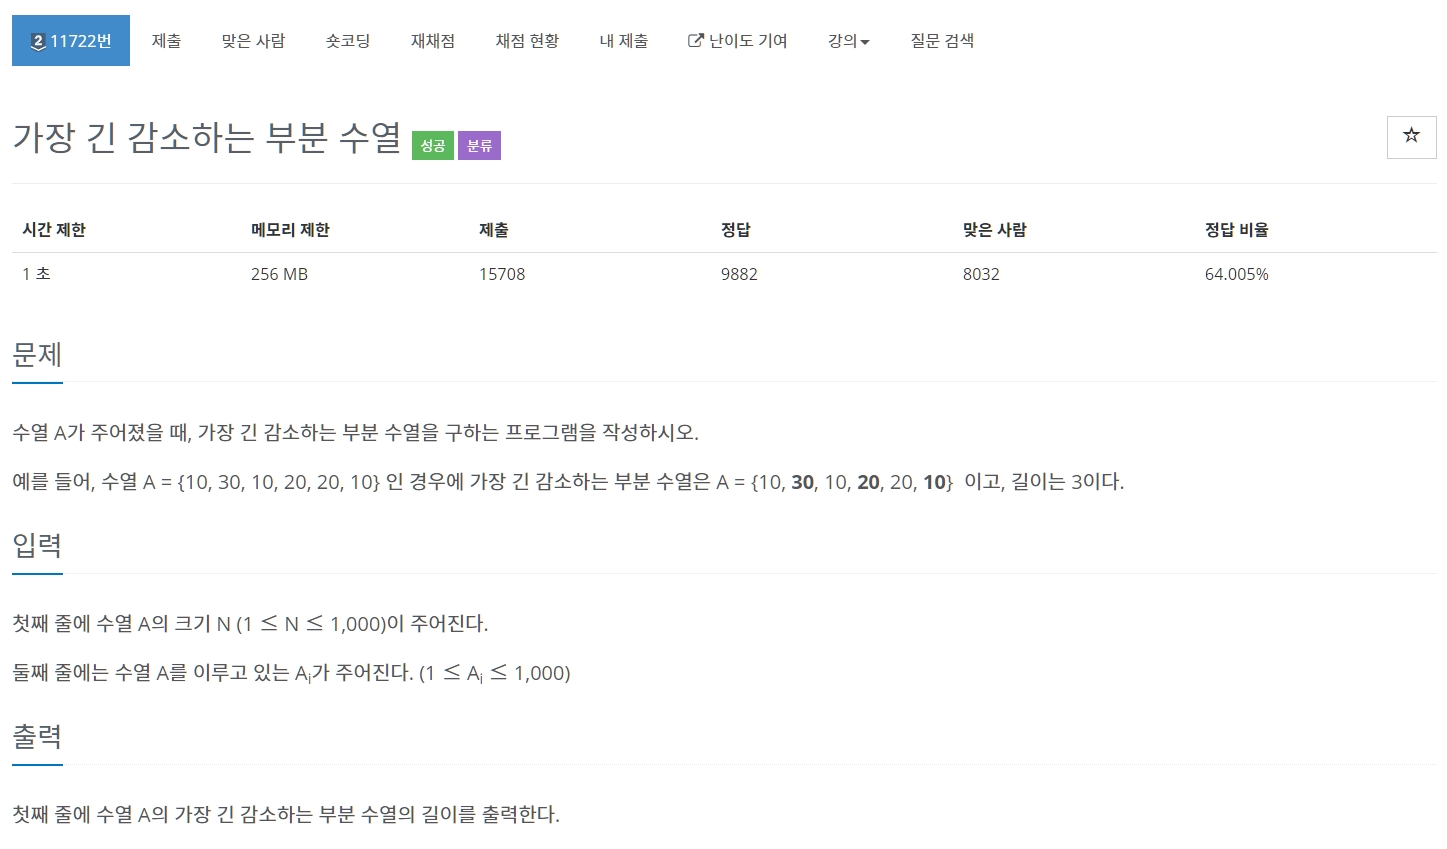 2 11722번 제출 맞은 사람 숏코딩 재채점 채점 현황 내 제출 난이도 기여 강의 질문 검색
가장 긴 감소하는 부분 수열 성공 분류
시간 제한 메모리 제한 제출 정답 맞은 사람 정답 비율
1 초 256 MB 15708 9882 8032 64.005%
문제
수열 A가 주어졌을 때, 가장 긴 감소하는 부분 수열을 구하는 프로그램을 작성하시오.
예를 들어, 수열 A = {10, 30, 10, 20, 20, 10} 인 경우에 가장 긴 감소하는 부분 수열은 A = {10, 30, 10, 20, 20, 10} 이고, 길이는 3이다.
입력
첫째 줄에 수열 A의 크기 N (1 ≤ N ≤ 1,000)이 주어진다.
둘째 줄에는 수열 A를 이루고 있는 Ai가 주어진다. (1 ≤ Ai ≤ 1,000)
출력
첫째 줄에 수열 A의 가장 긴 감소하는 부분 수열의 길이를 출력한다.